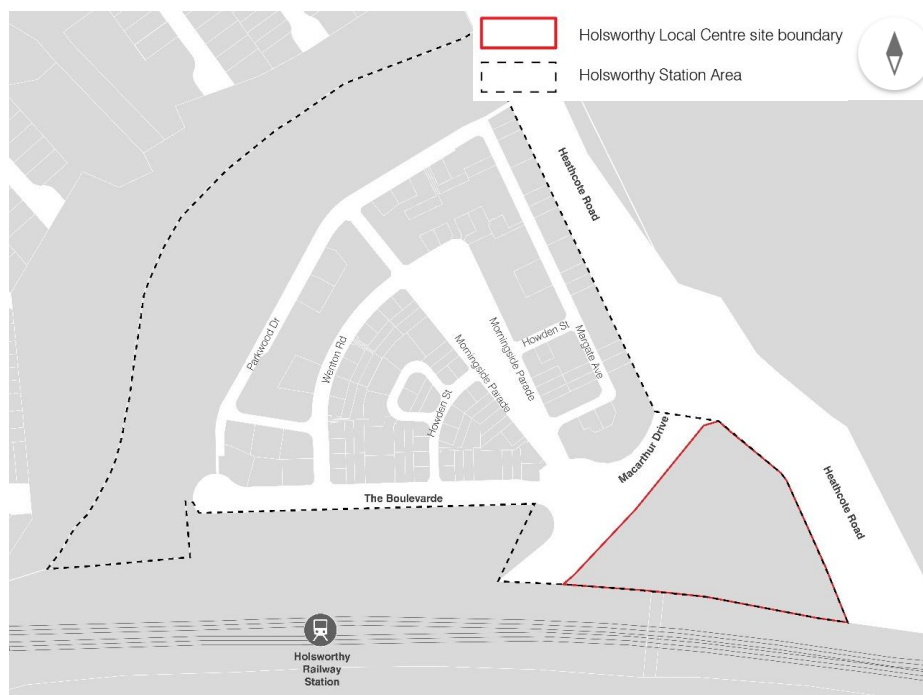 Holsworthy Local Centre site boundary
Holsworthy Station Area
Heathcote Road
Parkwood Dr
Wenton Rd
Morningside Parade
Morningside Parade
Howden St
Margate Ave
Howden St
Macarthur Drive
The Boulevarde
Heathcote Road
Holsworthy
Railway
Station